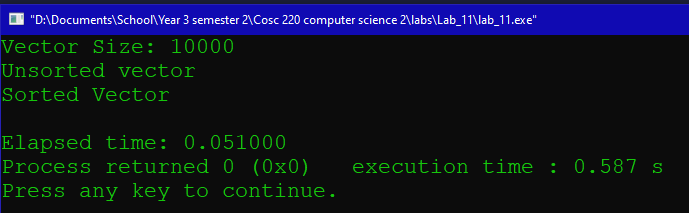 "D:\Documents\School\Year 3 semester 2\Cosc 220 computer science 2\labs\Lab_11\lab_11.exe"
Vector Size: 10000
Unsorted vector
Sorted Vector
Elapsed time: 0.051000
Process returned 0 (0x0)   execution time : 0.587 s
Press any key to continue.